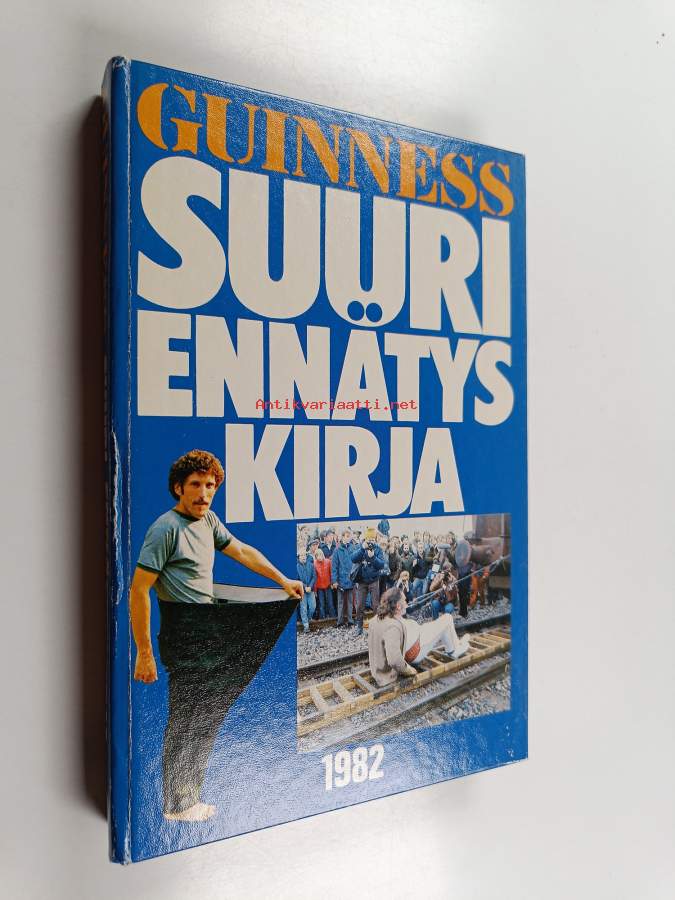 GUINNESS
SUURI
ENNÄTYS
Antikvariaatti.net
KIRJA
1982